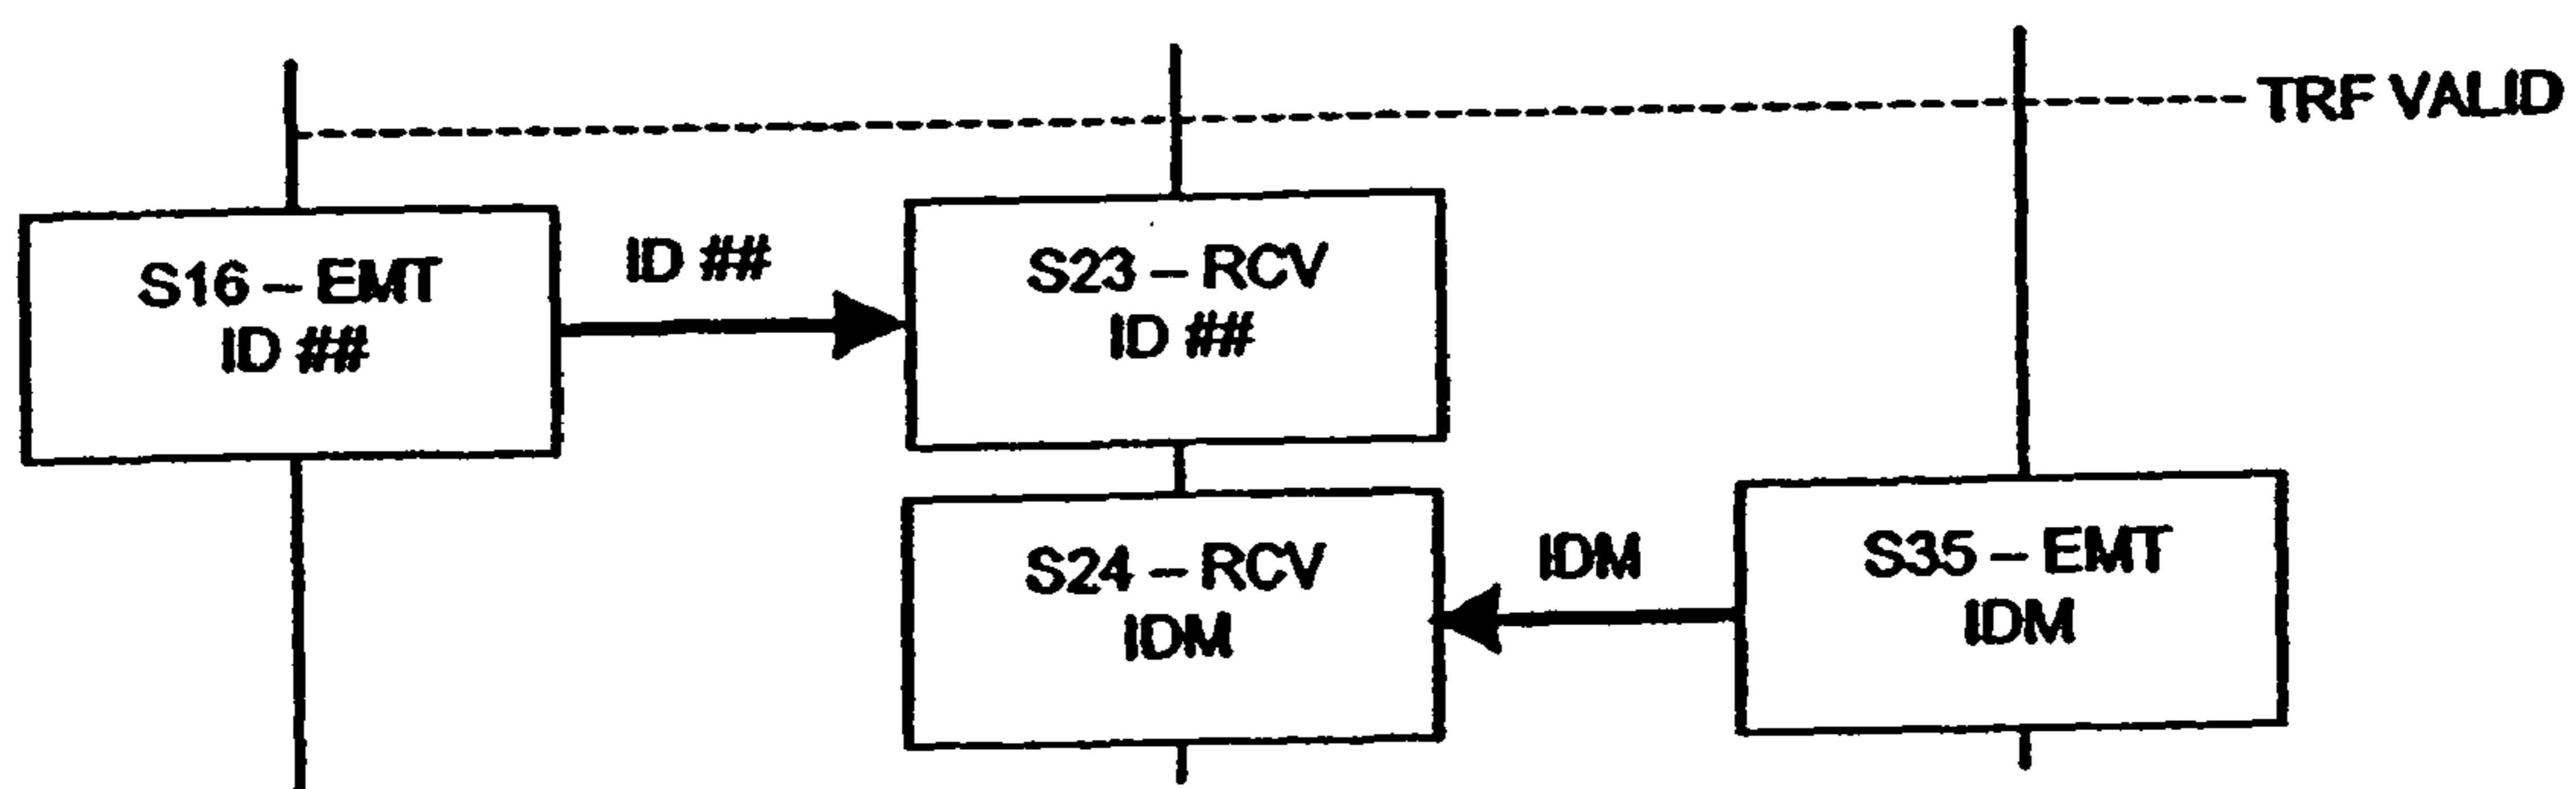 TRF VALID
S16 – EMT
ID ##
ID ##
S23 – RCV
ID ##
S24 – RCV
IDM
IDM
S35 – EMT
IDM